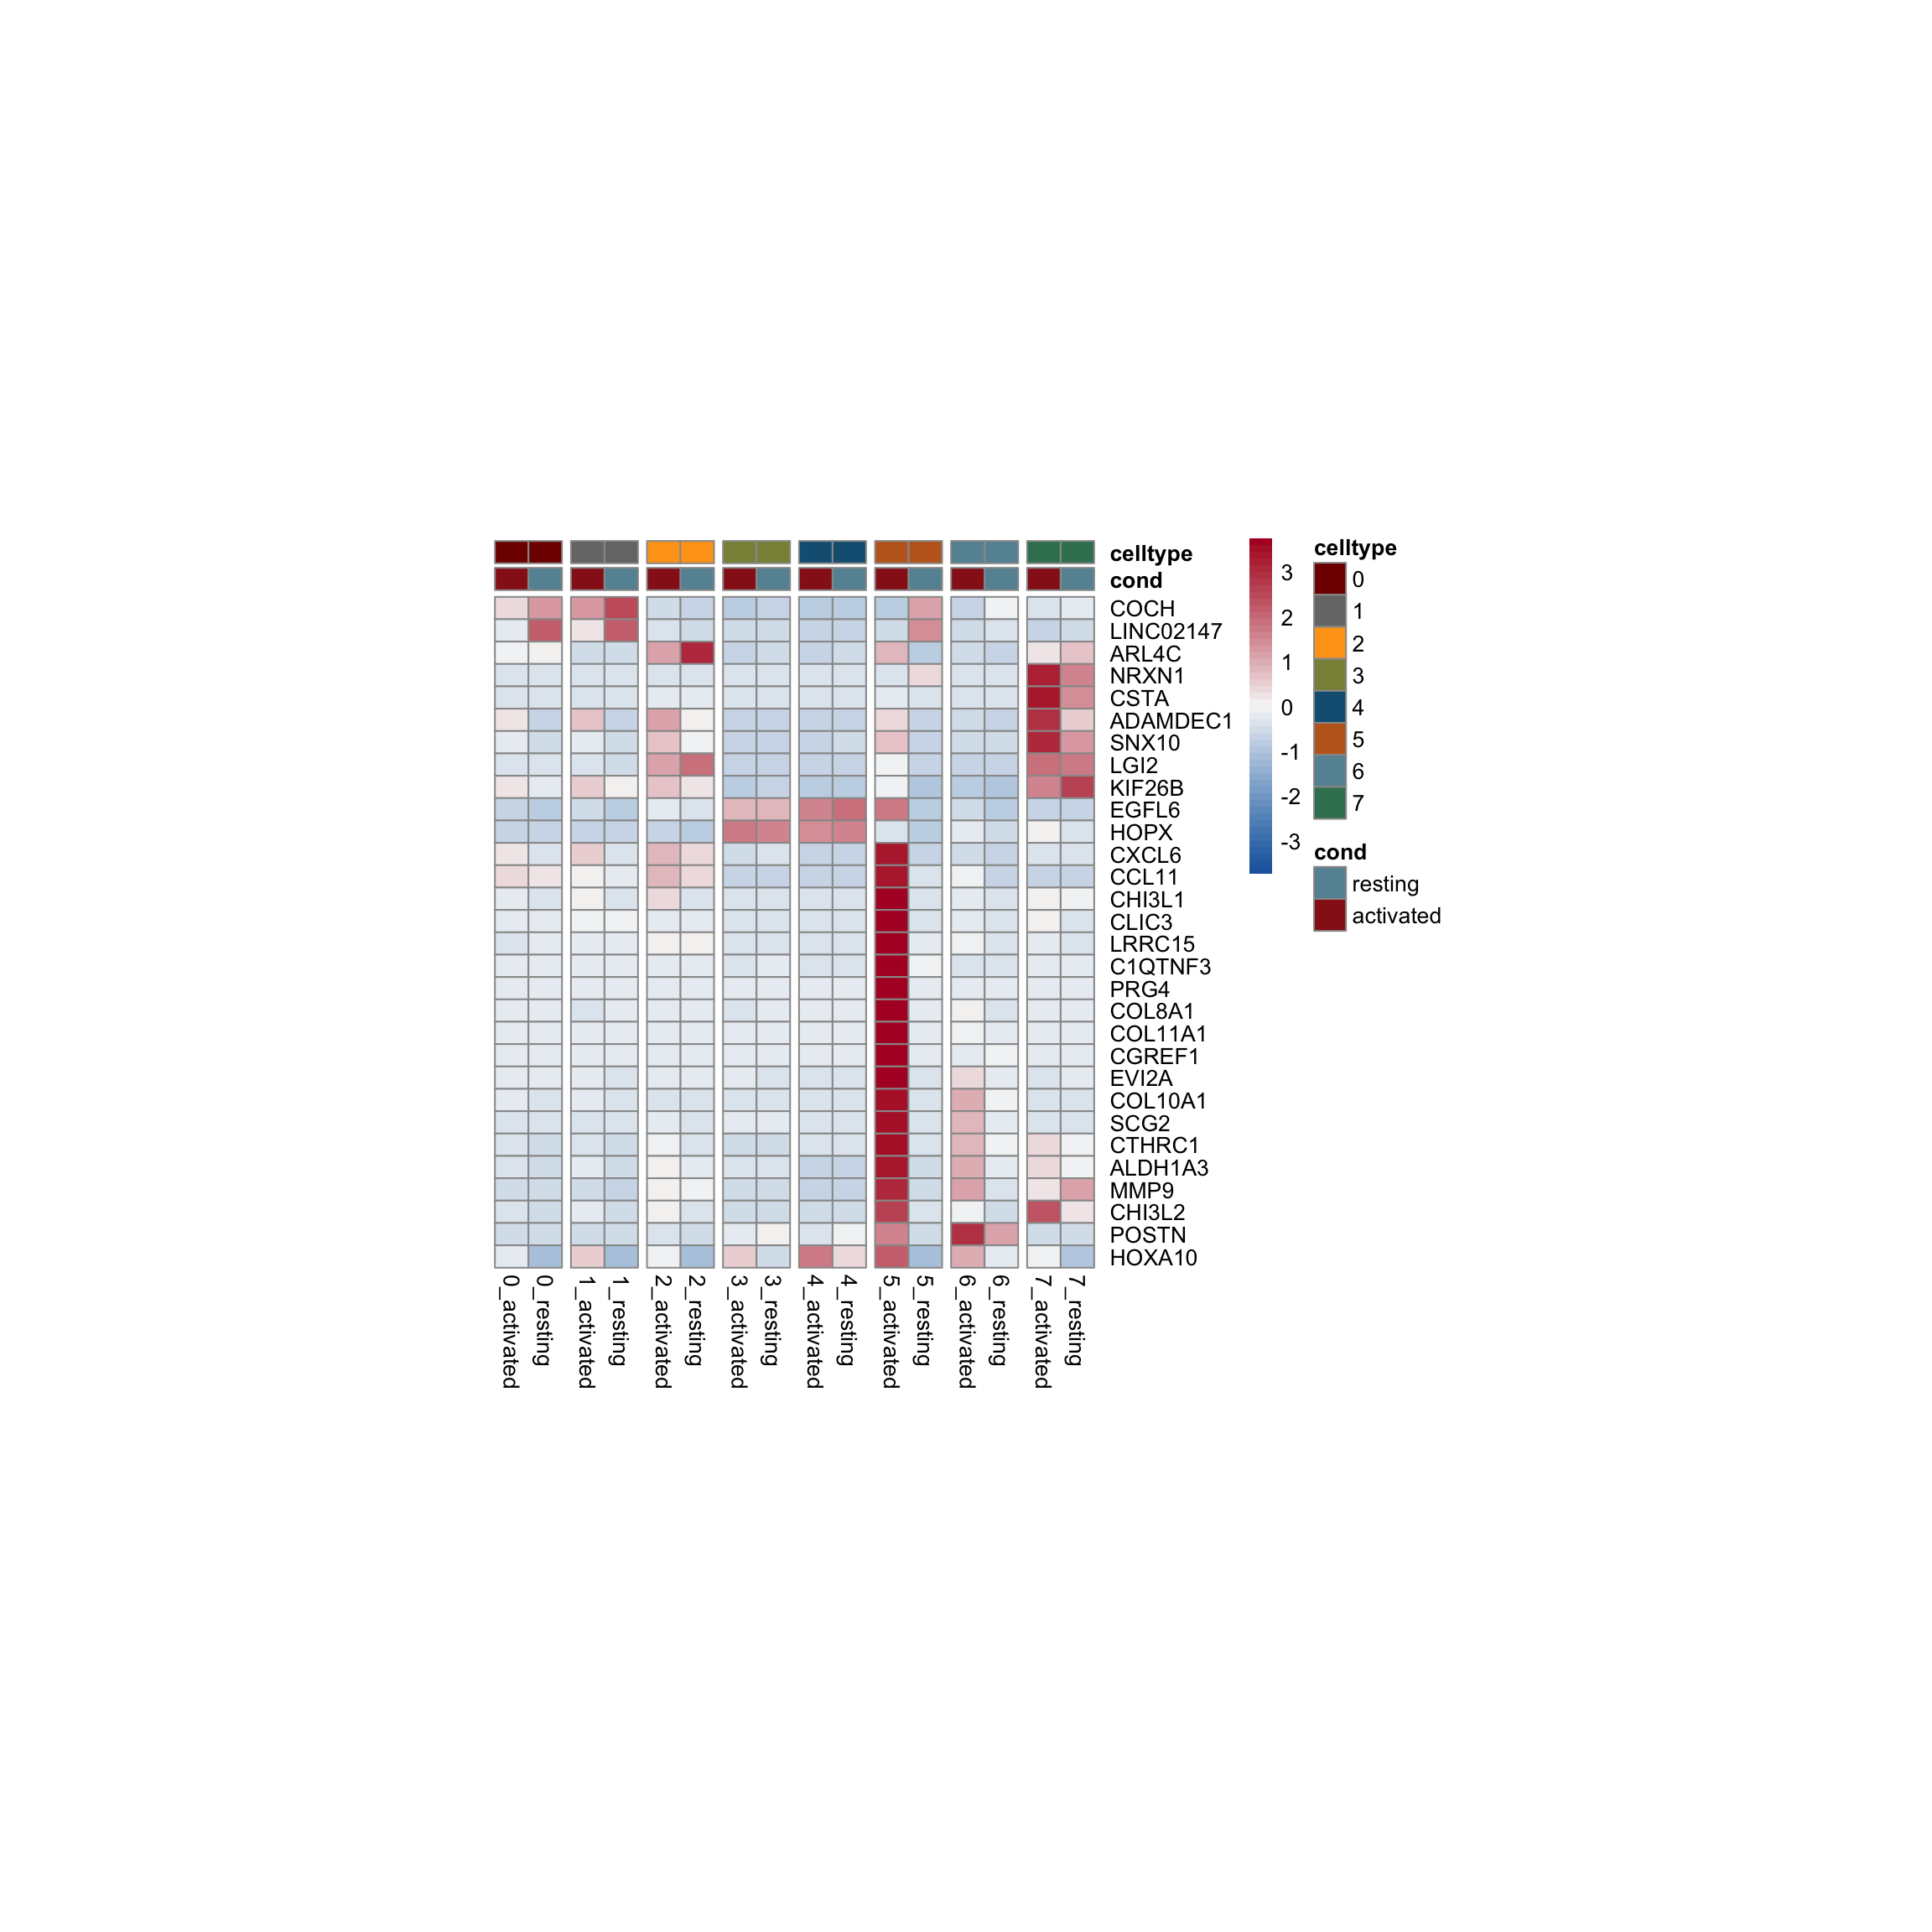 celltype
cond
COCH
LINC02147
ARL4C
NRXN1
CSTA
ADAMDEC1
SNX10
LGI2
KIF26B
EGFL6
HOPX
CXCL6
CCL11
CHI3L1
CLIC3
LRRC15
C1QTNF3
PRG4
COL8A1
COL11A1
CGREF1
EVI2A
COL10A1
SCG2
CTHRC1
ALDH1A3
MMP9
CHI3L2
POSTN
HOXA10
0_activated
0_resting
1_activated
1_resting
2_activated
2_resting
3_activated
3_resting
4_activated
4_resting
5_activated
5_resting
6_activated
6_resting
7_activated
7_resting
3
2
1
0
-1
-2
-3
celltype
0
1
2
3
4
5
6
7
cond
resting
activated